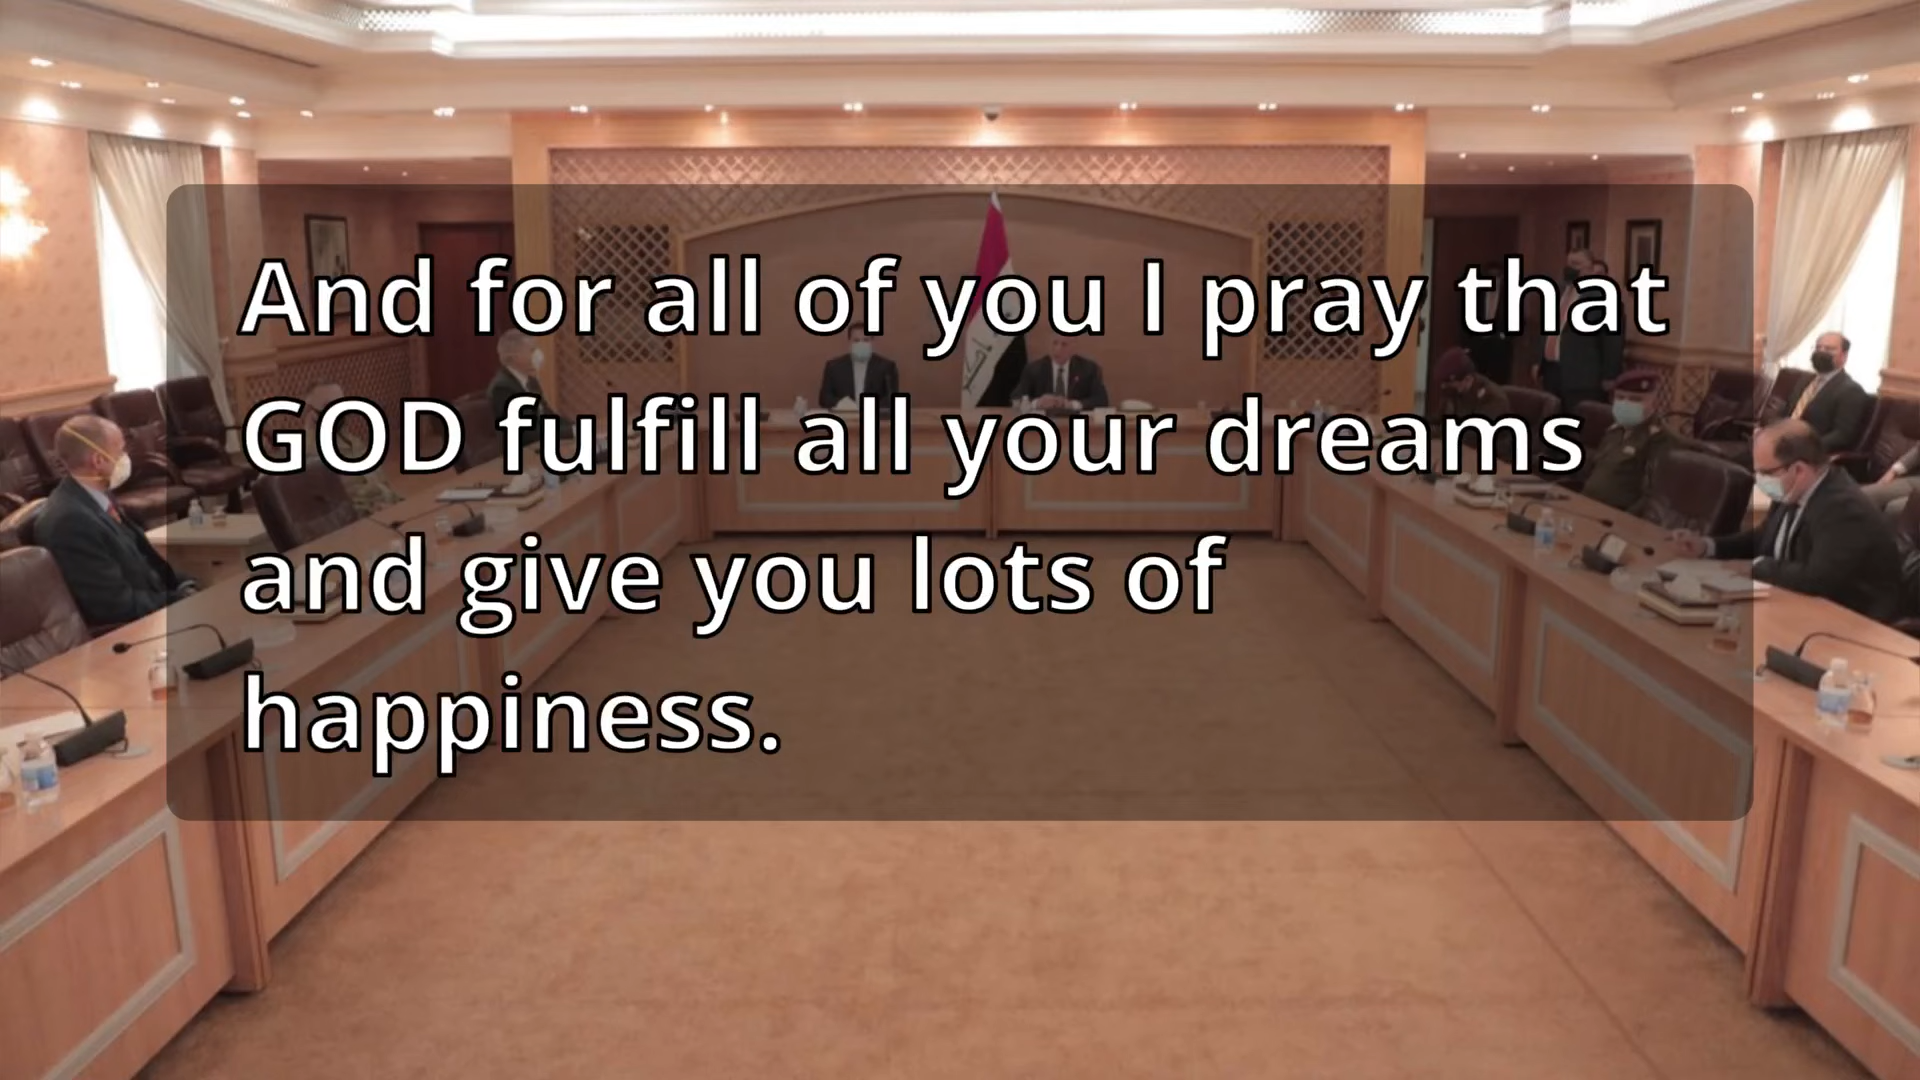 And for all of you I pray that
GOD fulfill all your dreams
and give you lots of
happiness.